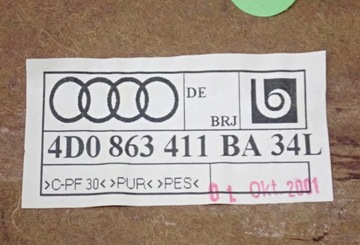 DE
BRJ
4D0 863 411 BA 34L
>C-PF 30< >PUR< >PES<
01. Okt. 2001